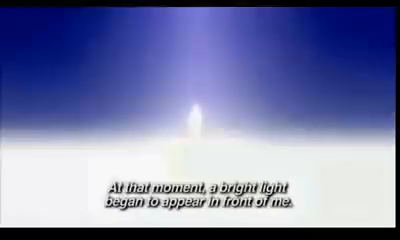 At that moment, a bright light
began to appear in front of me.